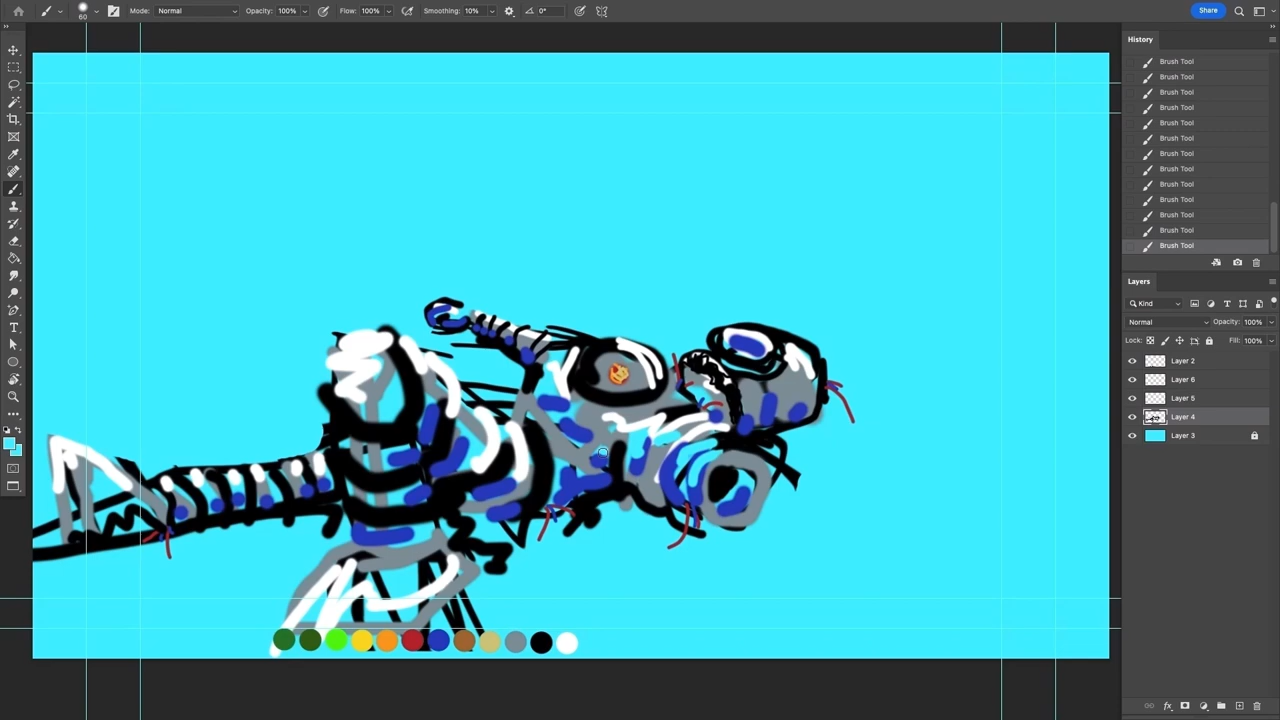 60
Mode: Normal
Opacity: 100%
Flow: 100%
Smoothing: 10%
0°
Share
History
Brush Tool
Brush Tool
Brush Tool
Brush Tool
Brush Tool
Brush Tool
Brush Tool
Brush Tool
Brush Tool
Brush Tool
Brush Tool
Brush Tool
Brush Tool
Layers
Kind
Normal
Opacity: 100%
Lock:
Fill: 100%
Layer 2
Layer 6
Layer 5
Layer 4
Layer 3